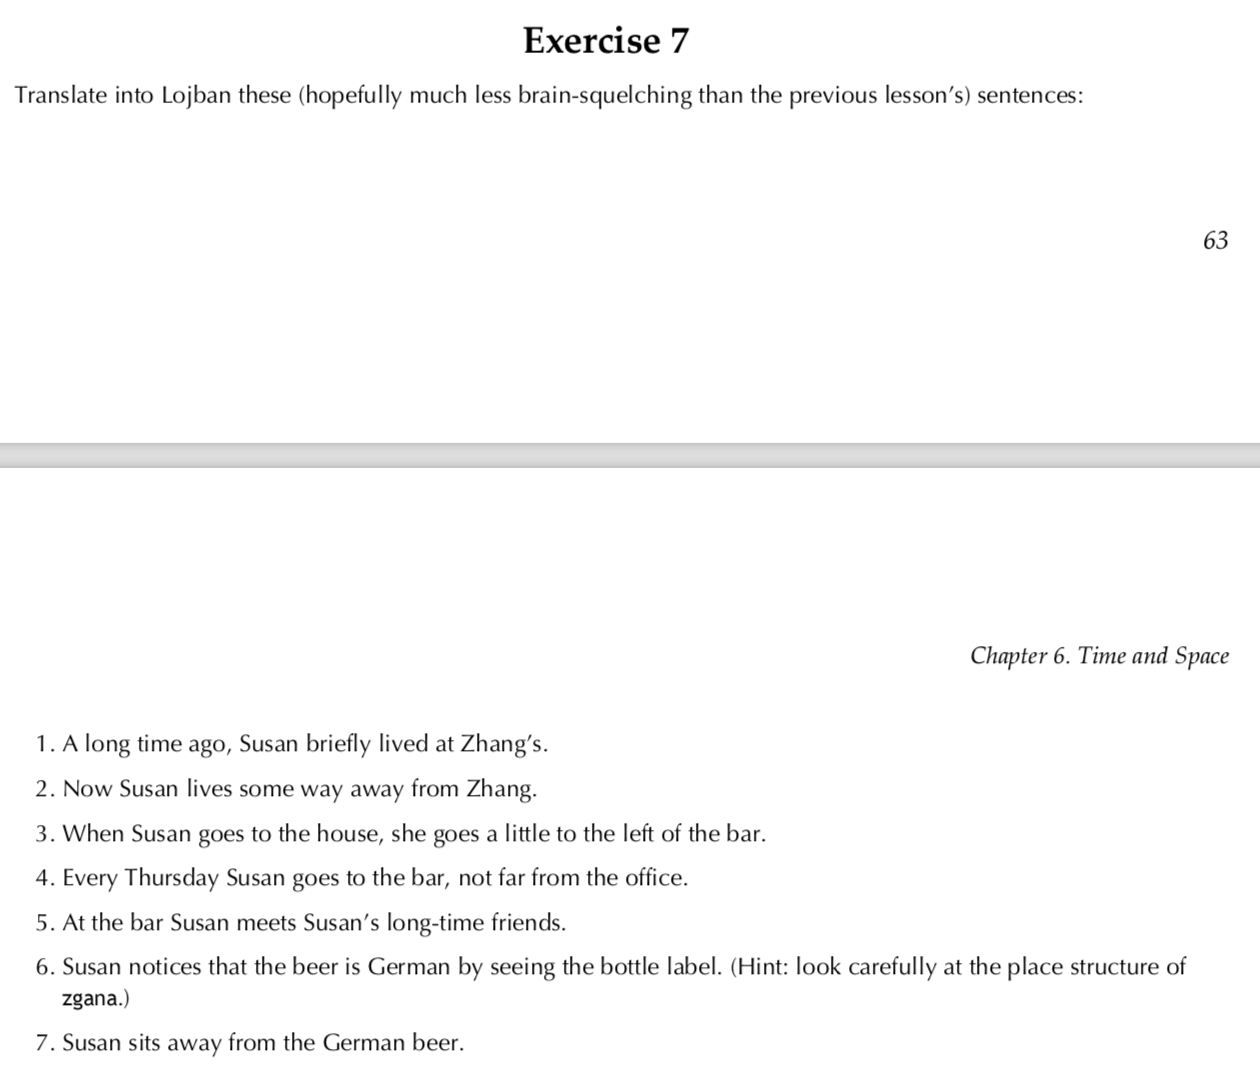 Exercise 7
Translate into Lojban these (hopefully much less brain-squelching than the previous lesson's) sentences:
63
Chapter 6. Time and Space
1. A long time ago, Susan briefly lived at Zhang's.
2. Now Susan lives some way away from Zhang.
3. When Susan goes to the house, she goes a little to the left of the bar.
4. Every Thursday Susan goes to the bar, not far from the office.
5. At the bar Susan meets Susan's long-time friends.
6. Susan notices that the beer is German by seeing the bottle label. (Hint: look carefully at the place structure of
zgana.)
7. Susan sits away from the German beer.